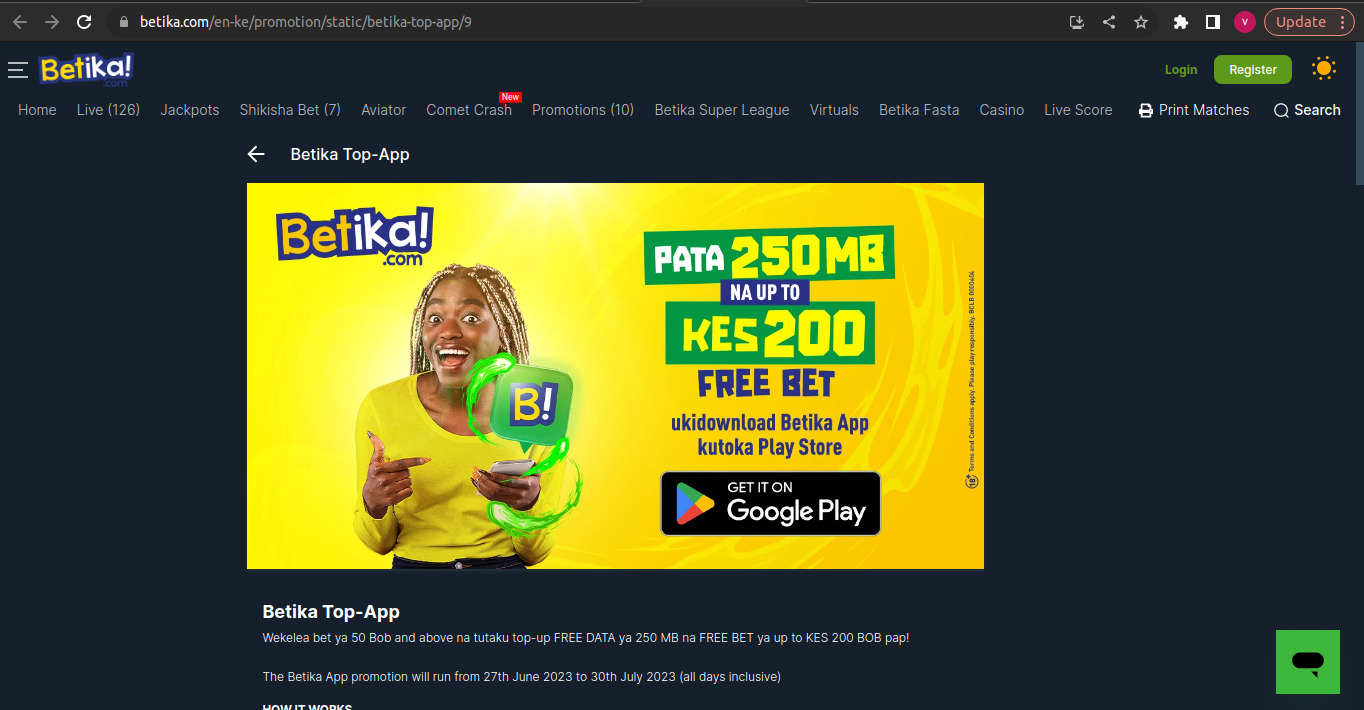 betika.com/en-ke/promotion/static/betika-top-app/9
V
Update
Betika!
.com
Login
Register
New
Home Live (126) Jackpots Shikisha Bet (7) Aviator Comet Crash Promotions (10) Betika Super League Virtuals Betika Fasta Casino Live Score Print Matches Search
Betika Top-App
Betika!
.com
PATA 250 MB
NA UP TO
KES 200
FREE BET
ukidownload Betika App
kutoka Play Store
GET IT ON
Google Play
B!
18+ Terms and Conditions apply. Please play responsibly. BCLB 0000404
Betika Top-App
Wekelea bet ya 50 Bob and above na tutaku top-up FREE DATA ya 250 MB na FREE BET ya up to KES 200 BOB pap!
The Betika App promotion will run from 27th June 2023 to 30th July 2023 (all days inclusive)
HOW IT WORKS